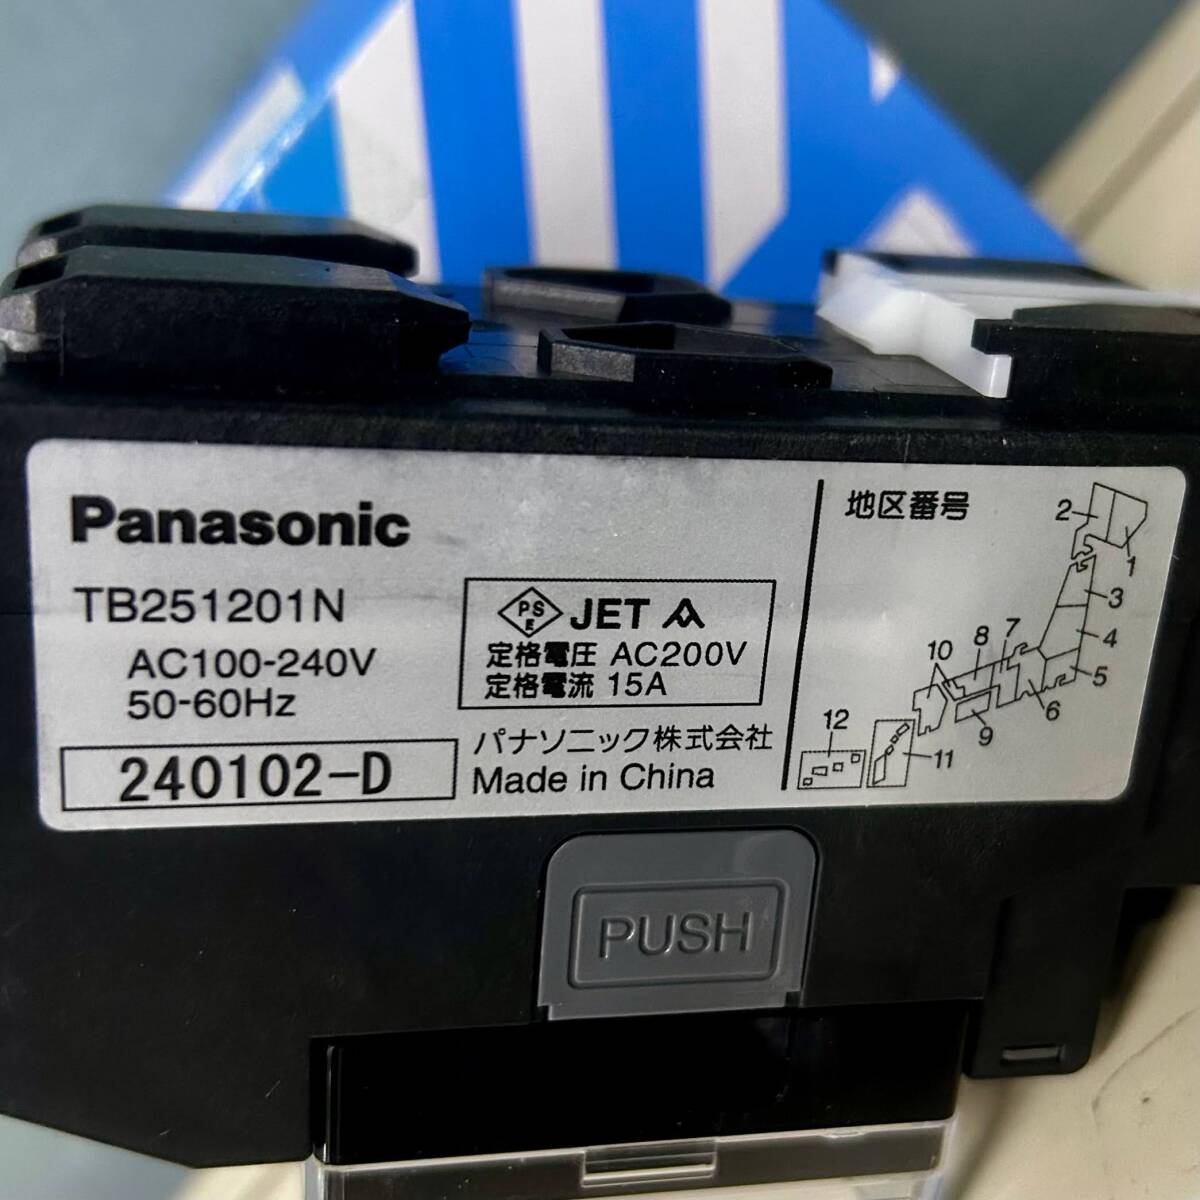 Panasonic
TB251201N
AC100-240V
50-60Hz
240102-D
PS
E
JET
定格電圧 AC200V
定格電流 15A
パナソニック株式会社
Made in China
地区番号
2
1
3
4
5
6
7
8
10
9
11
12
PUSH